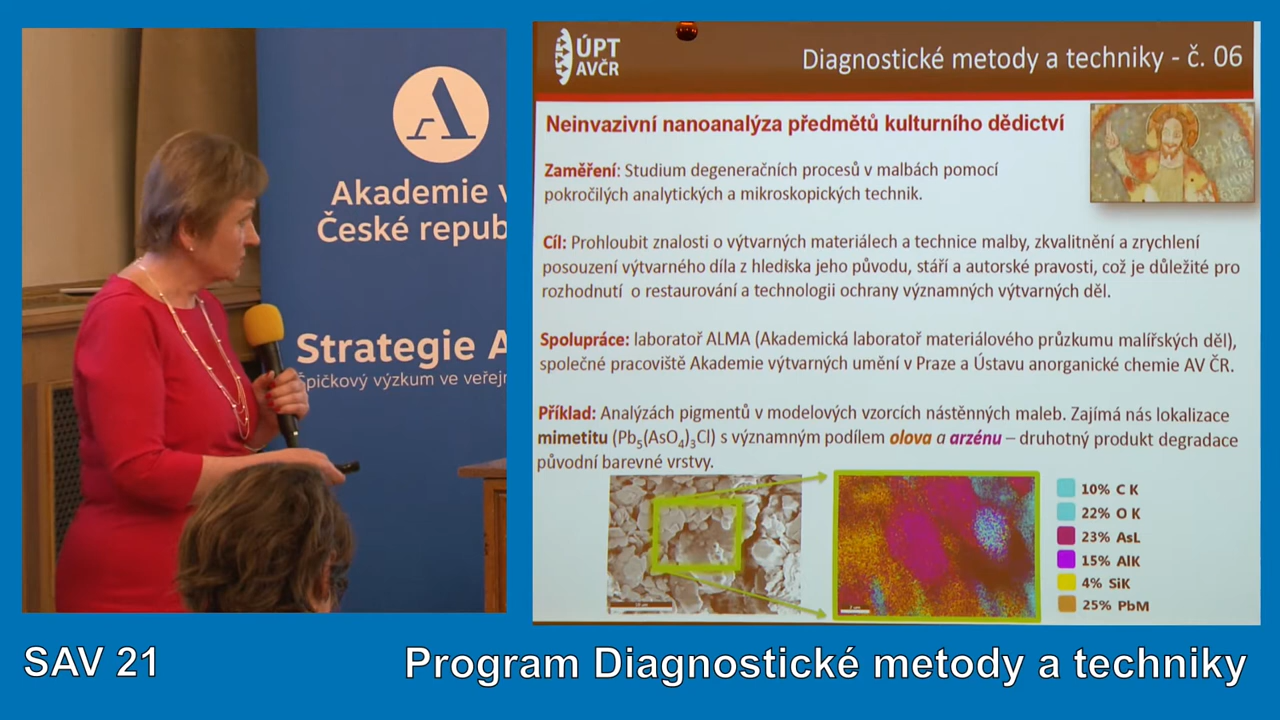 Akademie v
České repub
Strategie A
Špičkový výzkum ve veřejn
ÚPT
AVČR
Diagnostické metody a techniky - č. 06
Neinvazivní nanoanalýza předmětů kulturního dědictví
Zaměření: Studium degeneračních procesů v malbách pomocí
pokročilých analytických a mikroskopických technik.
Cíl: Prohloubit znalosti o výtvarných materiálech a technice malby, zkvalitnění a zrychlení
posouzení výtvarného díla z hlediska jeho původu, stáří a autorské pravosti, což je důležité pro
rozhodnutí o restaurování a technologii ochrany významných výtvarných děl.
Spolupráce: laboratoř ALMA (Akademická laboratoř materiálového průzkumu malířských děl),
společné pracoviště Akademie výtvarných umění v Praze a Ústavu anorganické chemie AV ČR.
Příklad: Analýzách pigmentů v modelových vzorcích nástěnných maleb. Zajímá nás lokalizace
mimetitu (Pb₅(AsO₄)₃Cl) s významným podílem olova a arzénu – druhotný produkt degradace
původní barevné vrstvy.
10% C K
22% O K
23% AsL
15% AlK
4% SiK
25% PbM
SAV 21
Program Diagnostické metody a techniky